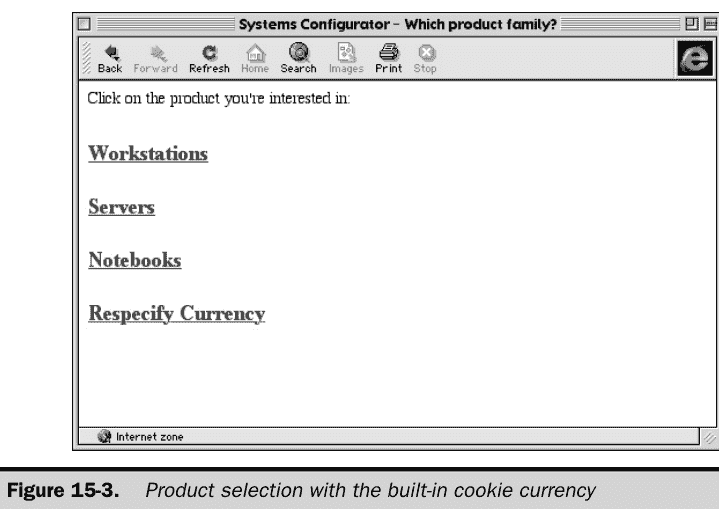 Systems Configurator – Which product family?
Back Forward Refresh Home Search Images Print Stop
Click on the product you're interested in:
Workstations
Servers
Notebooks
Respecify Currency
Internet zone
Figure 15-3. Product selection with the built-in cookie currency